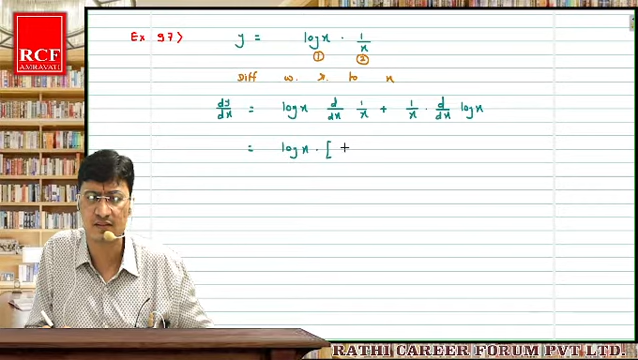 RCF
AMRAVATI
Ex 97) y = log x · 1/x
① ②
Diff w. r. to x
dy/dx = log x d/dx 1/x + 1/x · d/dx log x
= log x · [
RATHI CAREER FORUM PVT LTD